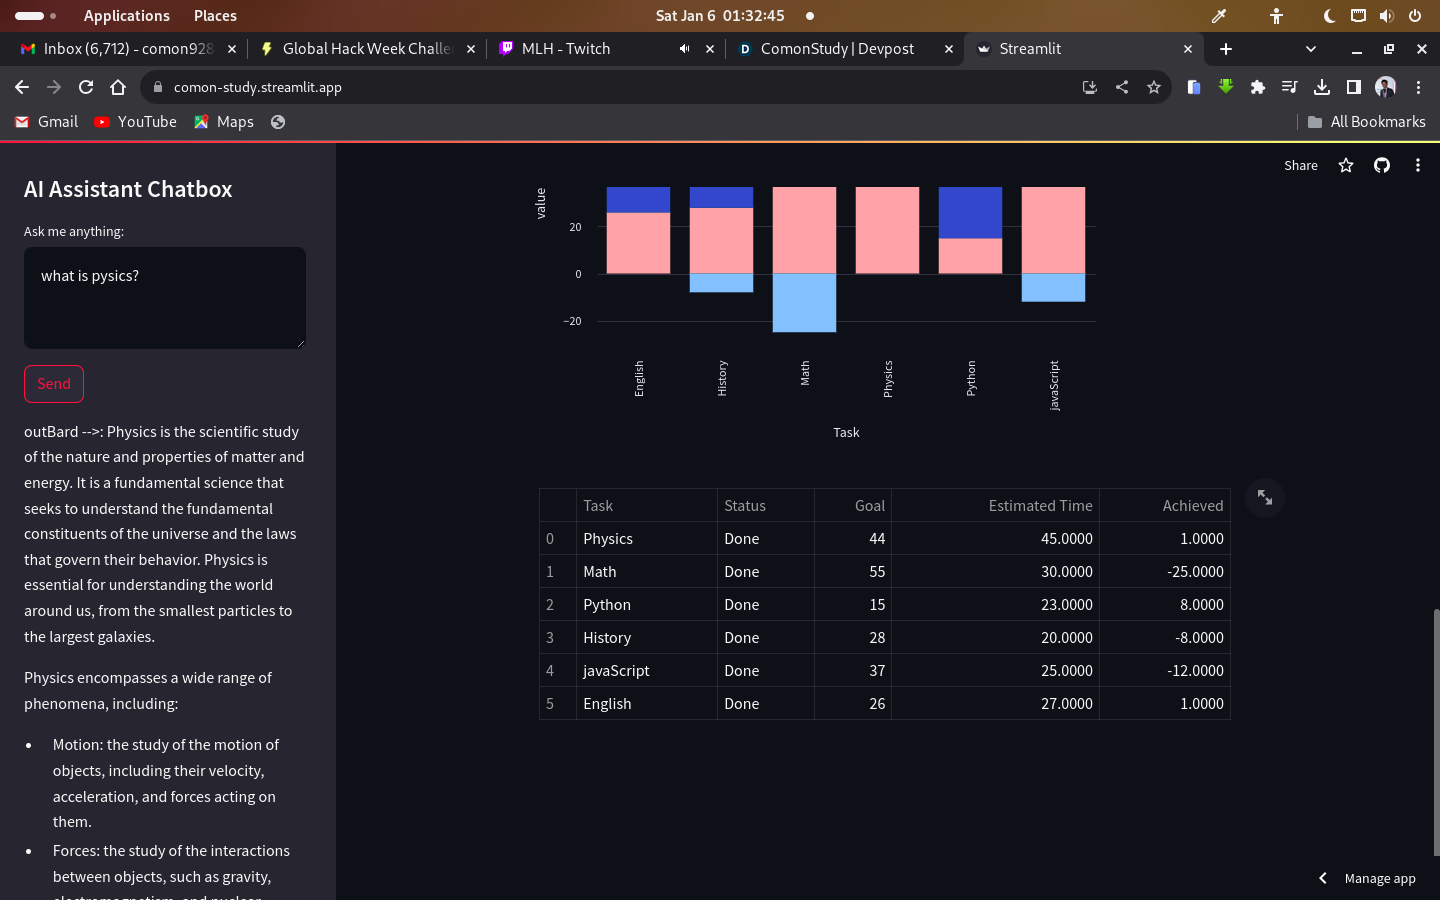 Applications Places Sat Jan 6 01:32:45
Inbox (6,712) - comon928 Global Hack Week Challe MLH - Twitch ComonStudy | Devpost Streamlit
comon-study.streamlit.app
Gmail YouTube Maps All Bookmarks
Share
AI Assistant Chatbox
Ask me anything:
what is pysics?
Send
outBard -->: Physics is the scientific study
of the nature and properties of matter and
energy. It is a fundamental science that
seeks to understand the fundamental
constituents of the universe and the laws
that govern their behavior. Physics is
essential for understanding the world
around us, from the smallest particles to
the largest galaxies.
Physics encompasses a wide range of
phenomena, including:
• Motion: the study of the motion of
objects, including their velocity,
acceleration, and forces acting on
them.
• Forces: the study of the interactions
between objects, such as gravity,
electromagnetism, and nuclear
value
20
0
−20
English History Math Physics Python javaScript
Task
Task Status Goal Estimated Time Achieved
0 Physics Done 44 45.0000 1.0000
1 Math Done 55 30.0000 -25.0000
2 Python Done 15 23.0000 8.0000
3 History Done 28 20.0000 -8.0000
4 javaScript Done 37 25.0000 -12.0000
5 English Done 26 27.0000 1.0000
Manage app